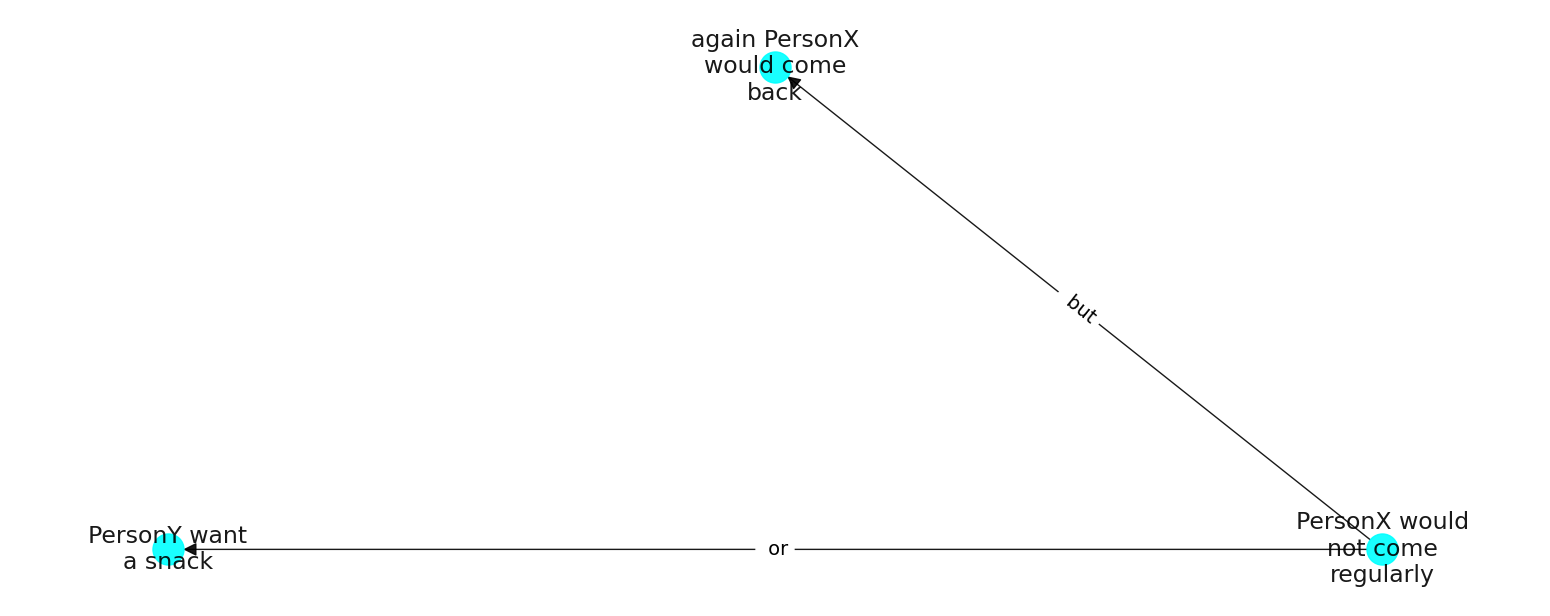 again PersonX
would come
back
but
PersonY want
a snack
or
PersonX would
not come
regularly